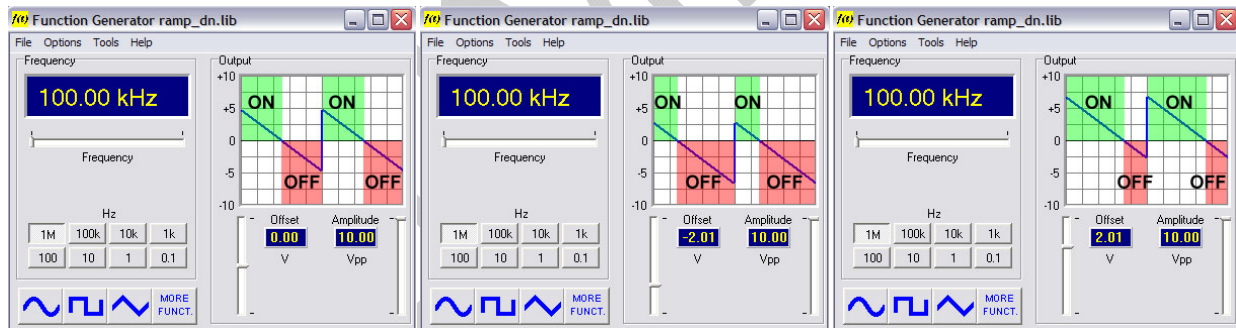 f(t) Function Generator ramp_dn.lib
File Options Tools Help
Frequency
100.00 kHz
Frequency
Hz
1M 100k 10k 1k
100 10 1 0.1
MORE FUNCT.
Output
+10
+5
0
-5
-10
ON ON
OFF OFF
Offset Amplitude
0.00 10.00
V Vpp
f(t) Function Generator ramp_dn.lib
File Options Tools Help
Frequency
100.00 kHz
Frequency
Hz
1M 100k 10k 1k
100 10 1 0.1
MORE FUNCT.
Output
+10
+5
0
-5
-10
ON ON
OFF OFF
Offset Amplitude
-2.01 10.00
V Vpp
f(t) Function Generator ramp_dn.lib
File Options Tools Help
Frequency
100.00 kHz
Frequency
Hz
1M 100k 10k 1k
100 10 1 0.1
MORE FUNCT.
Output
+10
+5
0
-5
-10
ON ON
OFF OFF
Offset Amplitude
2.01 10.00
V Vpp